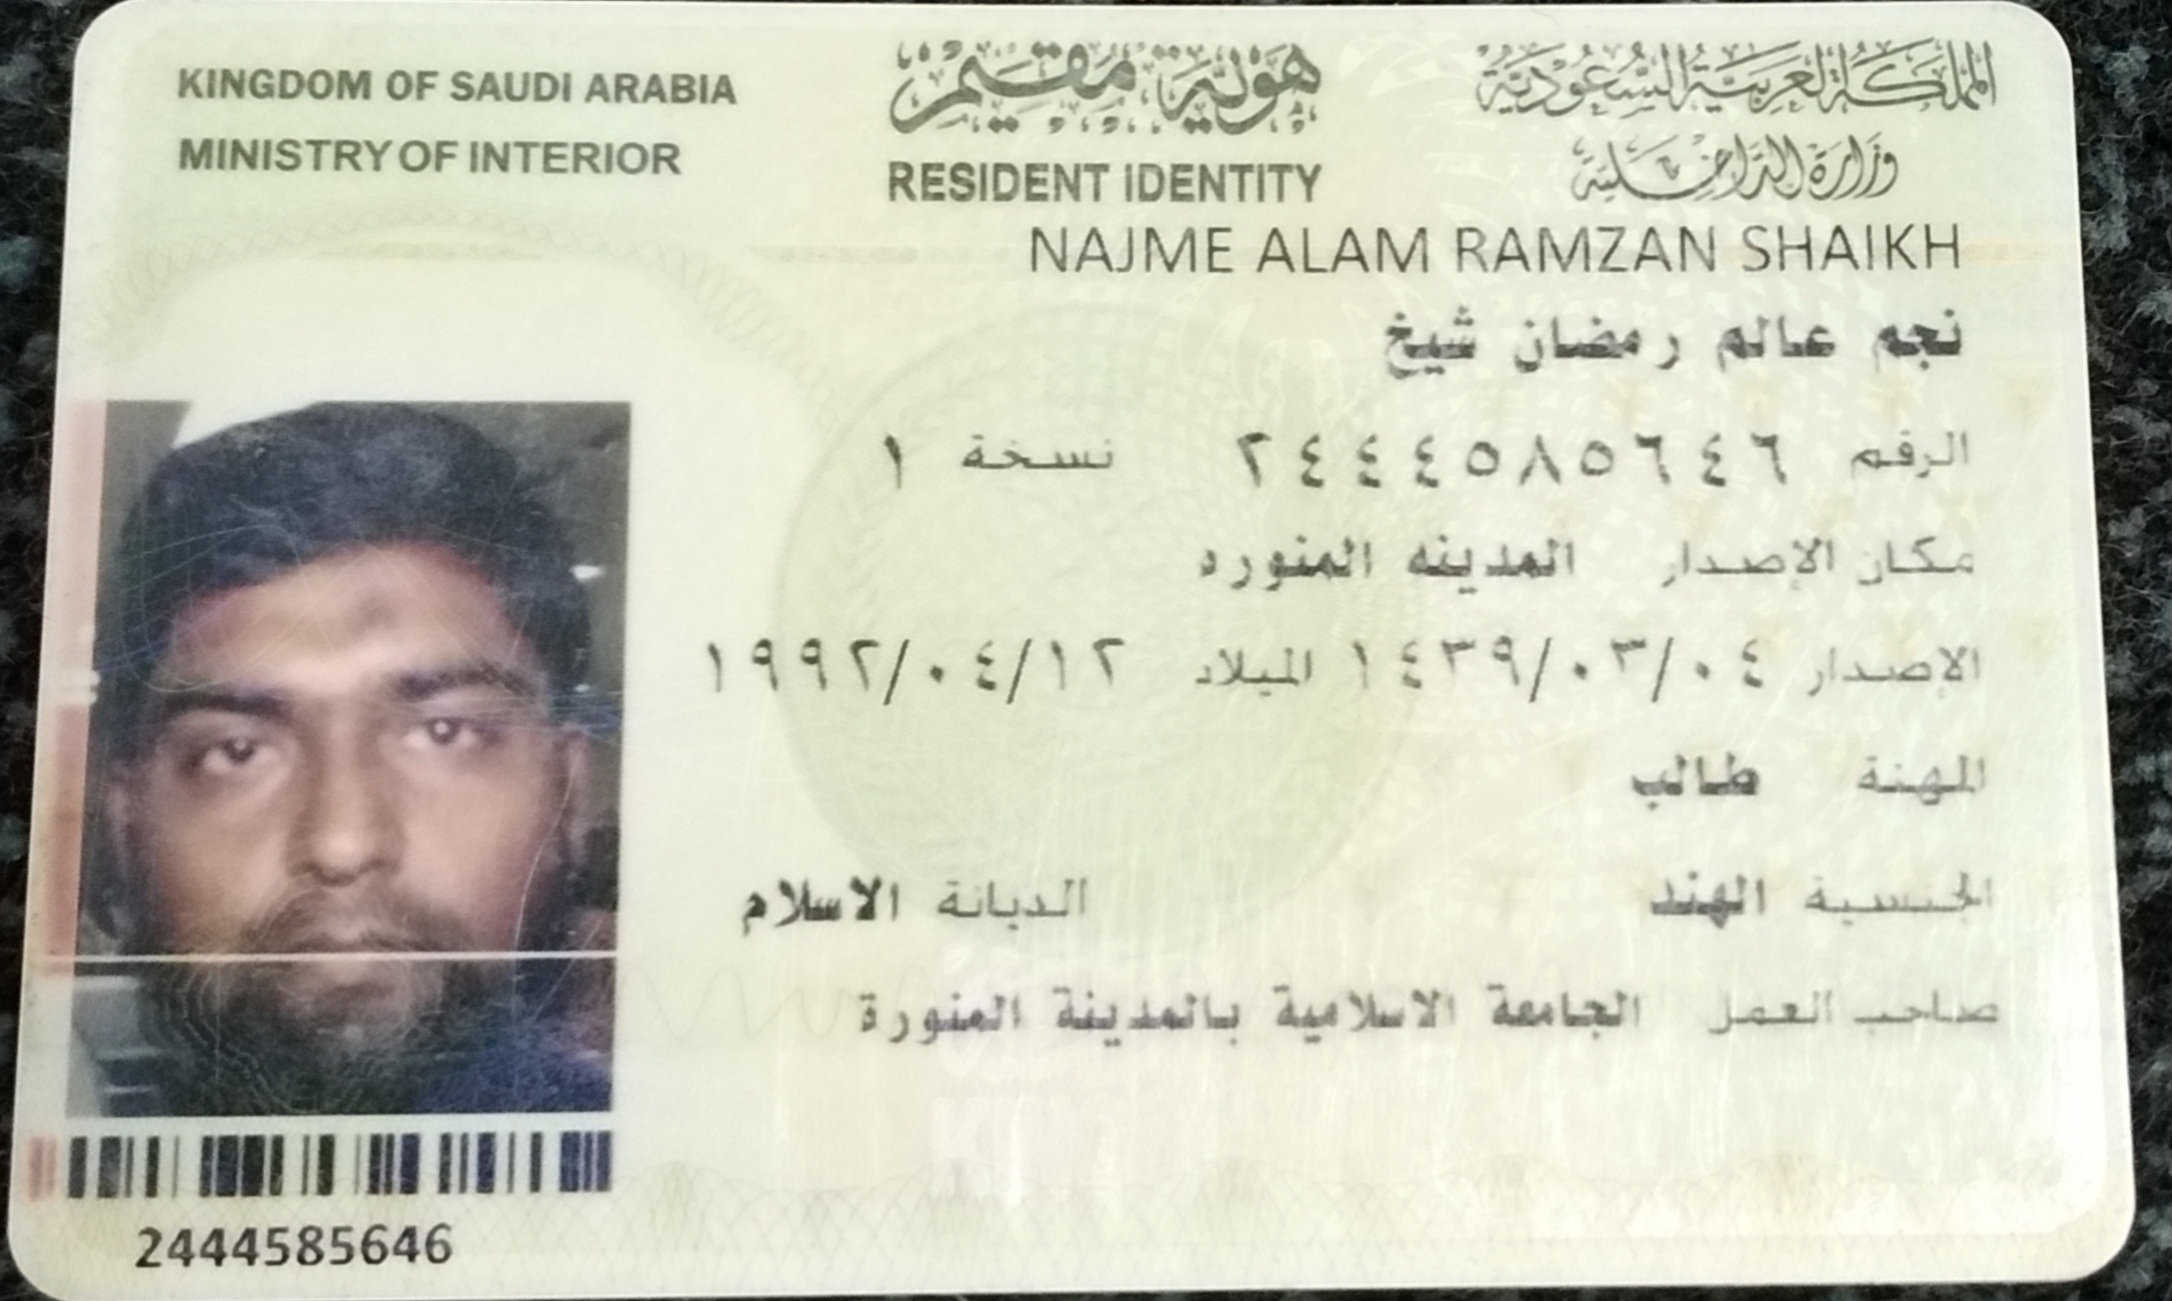 KINGDOM OF SAUDI ARABIA
MINISTRY OF INTERIOR
هوية مقيم
RESIDENT IDENTITY
المملكة العربية السعودية
وزارة الداخلية
NAJME ALAM RAMZAN SHAIKH
نجم عالم رمضان شيخ
الرقم ٢٤٤٤٥٨٥٦٤٦ نسخة ١
مكان الإصدار المدينه المنوره
الإصدار ١٤٣٩/٠٣/٠٤ الميلاد ١٩٩٢/٠٤/١٢
المهنة طالب
الجنسية الهند الديانة الاسلام
صاحب العمل الجامعة الاسلامية بالمدينة المنورة
2444585646